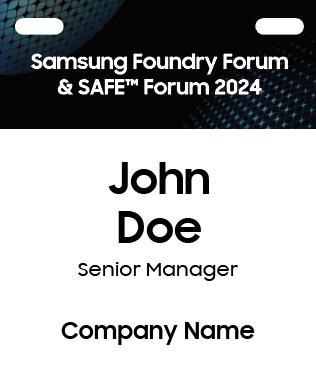 Samsung Foundry Forum
& SAFE™ Forum 2024
John
Doe
Senior Manager
Company Name